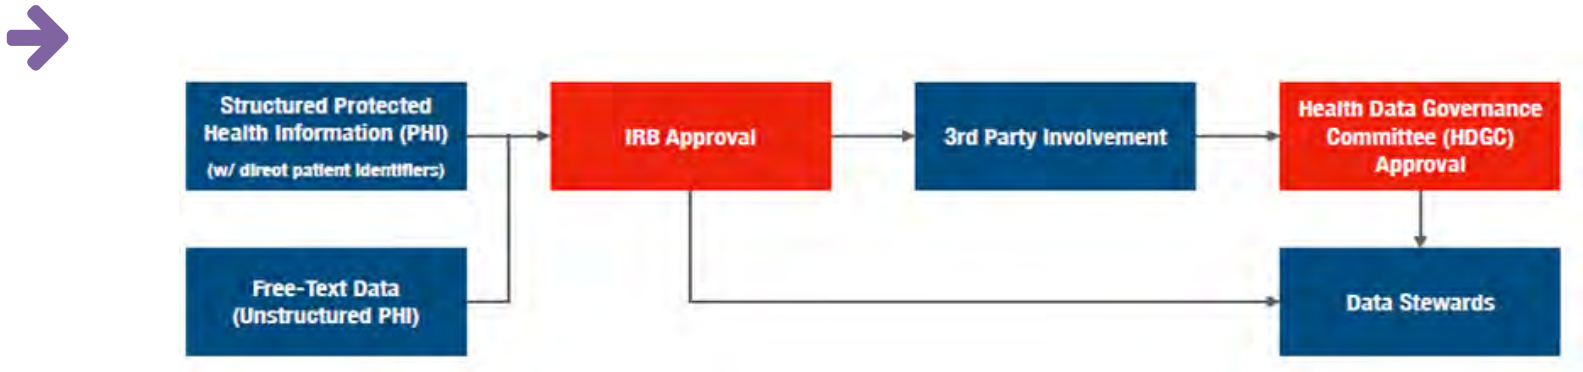 Structured Protected
Health Information (PHI)
(w/ direct patient identifiers)
IRB Approval
3rd Party Involvement
Health Data Governance
Committee (HDGC)
Approval
Free-Text Data
(Unstructured PHI)
Data Stewards